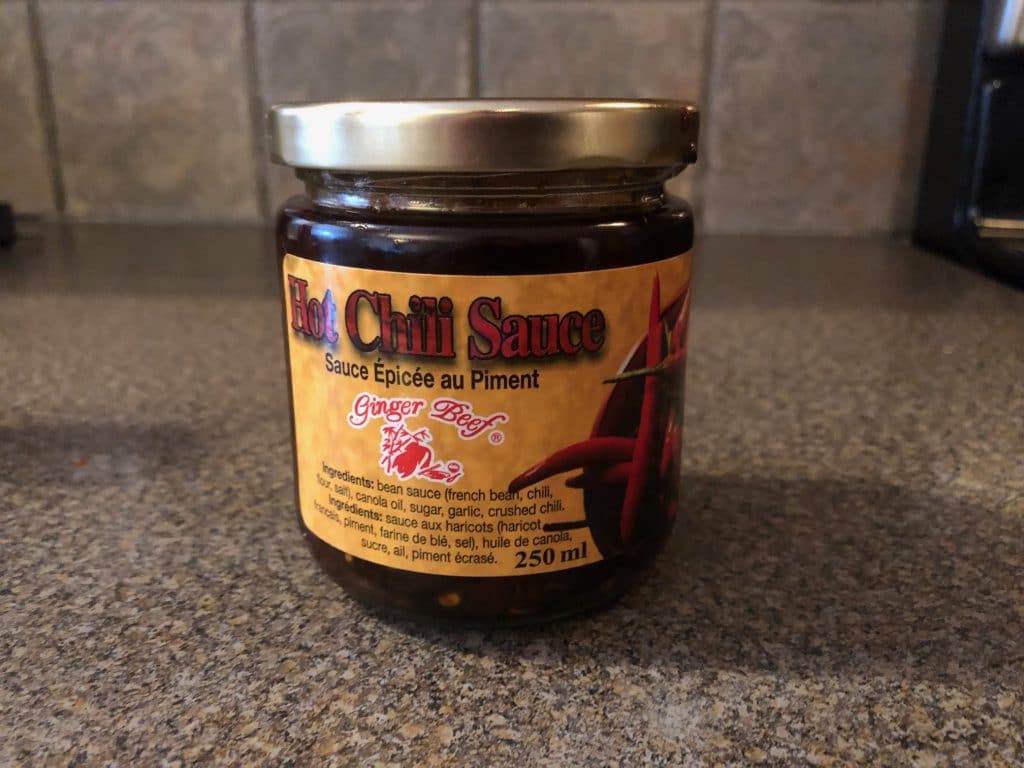 Hot Chili Sauce
Sauce Épicée au Piment
Ginger Beef ®
Ingredients: bean sauce (french bean, chili,
flour, salt), canola oil, sugar, garlic, crushed chili.
Ingrédients: sauce aux haricots (haricot
français, piment, farine de blé, sel), huile de canola,
sucre, ail, piment écrasé. 250 ml